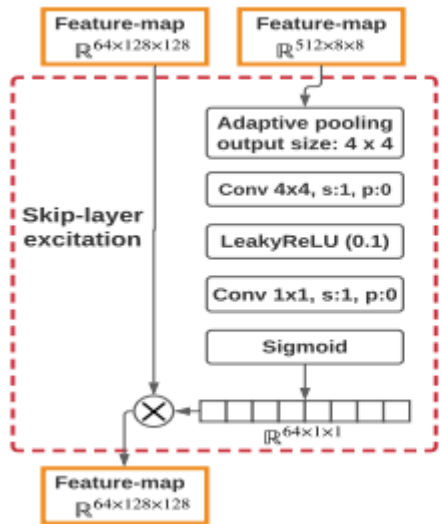 Feature-map
ℝ^64×128×128
Feature-map
ℝ^512×8×8
Adaptive pooling
output size: 4 x 4
Conv 4x4, s:1, p:0
Skip-layer
excitation
LeakyReLU (0.1)
Conv 1x1, s:1, p:0
Sigmoid
ℝ^64×1×1
Feature-map
ℝ^64×128×128